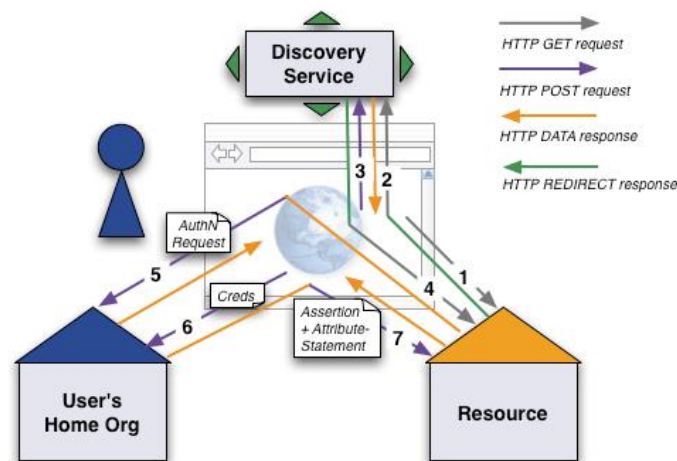 Discovery
Service
HTTP GET request
HTTP POST request
HTTP DATA response
HTTP REDIRECT response
3
2
AuthN
Request
5
1
4
Creds
6
Assertion
+ Attribute-
Statement
7
User's
Home Org
Resource